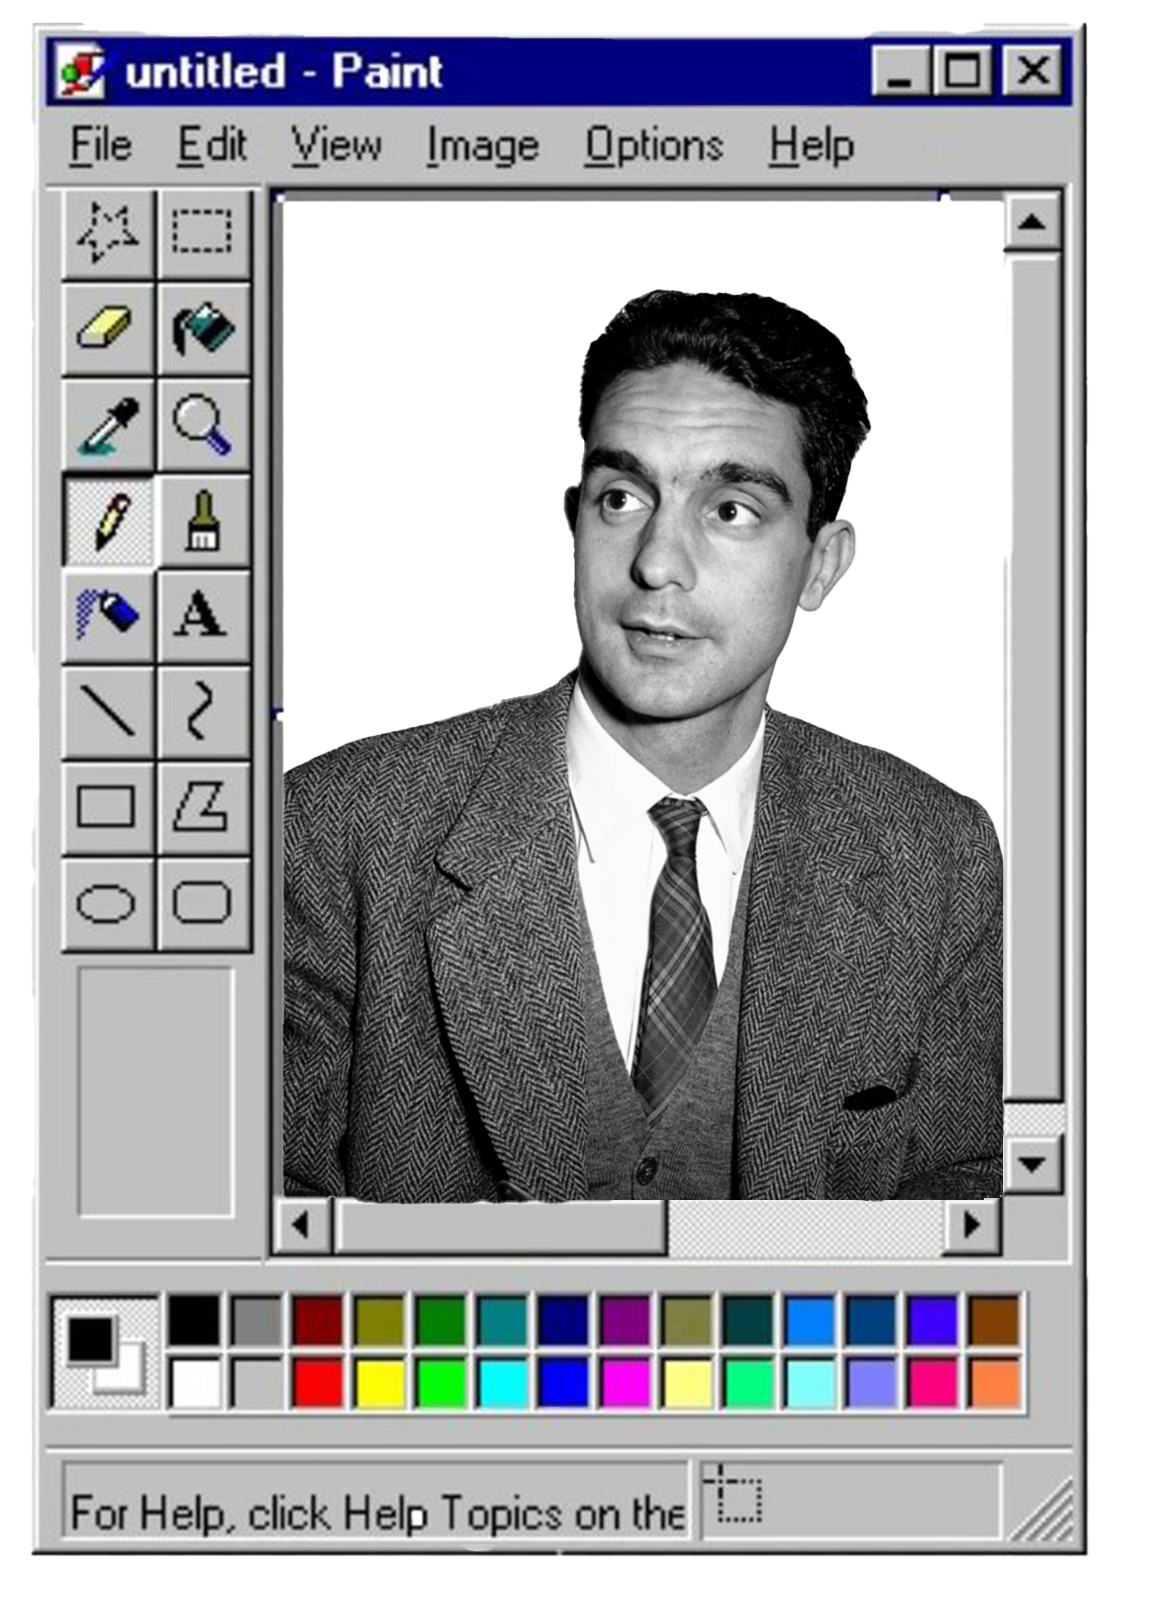 untitled - Paint
File Edit View Image Options Help
A
For Help, click Help Topics on the